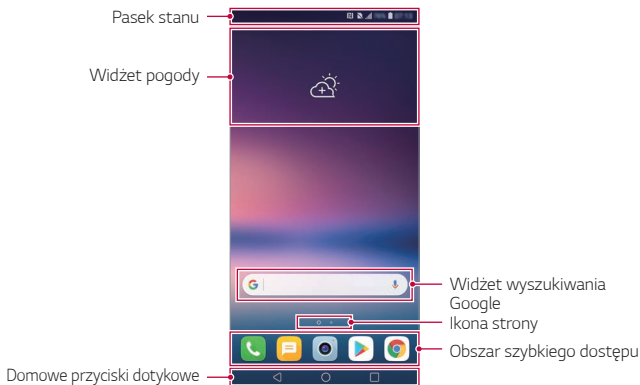 Pasek stanu
Widżet pogody
Widżet wyszukiwania
Google
Ikona strony
Obszar szybkiego dostępu
Domowe przyciski dotykowe